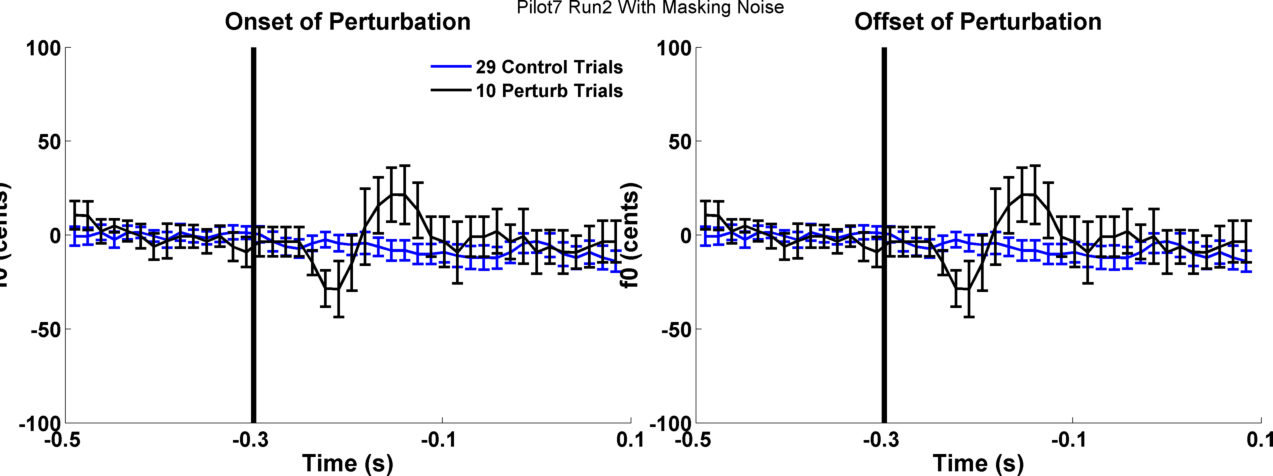 Pilot7 Run2 With Masking Noise
Onset of Perturbation
100
50
0
-50
-100
f0 (cents)
29 Control Trials
10 Perturb Trials
-0.5
-0.3
-0.1
0.1
Time (s)
Offset of Perturbation
100
50
0
-50
-100
f0 (cents)
-0.5
-0.3
-0.1
0.1
Time (s)